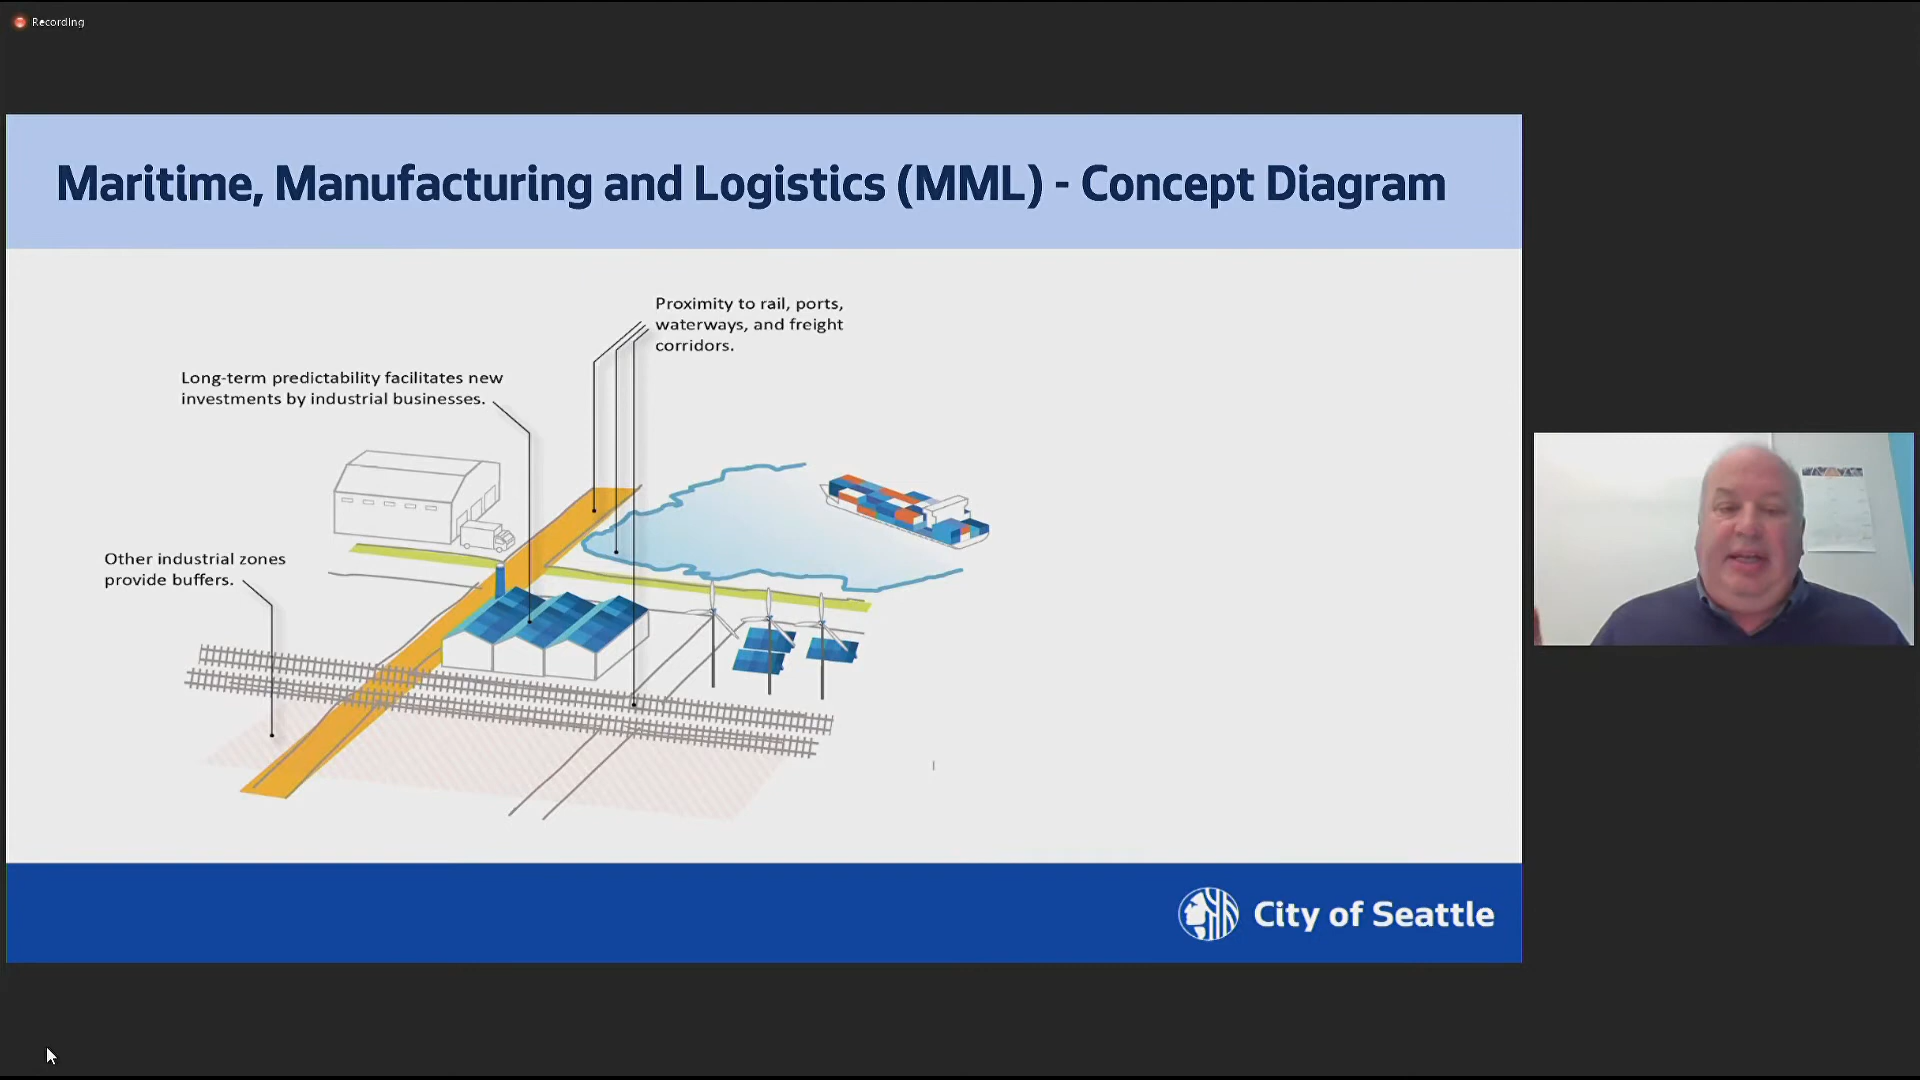 Recording
Maritime, Manufacturing and Logistics (MML) - Concept Diagram
Proximity to rail, ports,
waterways, and freight
corridors.
Long-term predictability facilitates new
investments by industrial businesses.
Other industrial zones
provide buffers.
City of Seattle